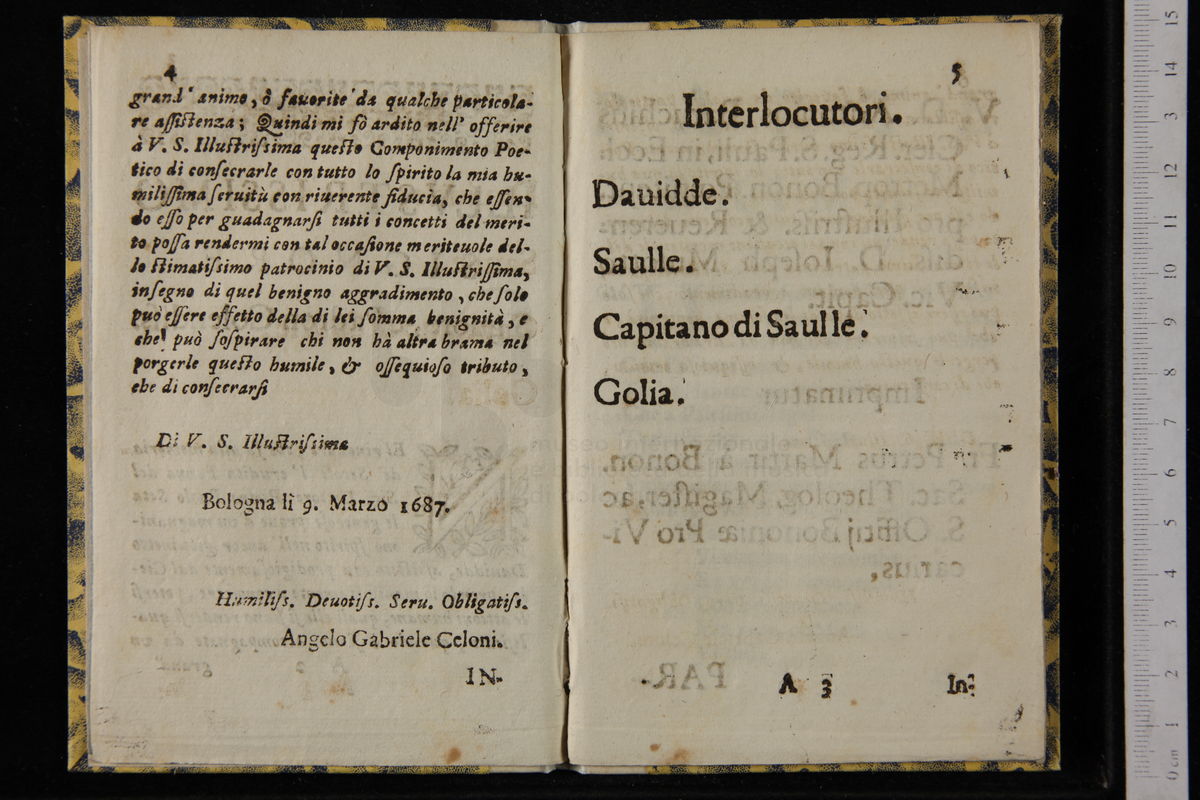 4
grand' animo, ò fauorite da qualche particola-
re aſſiſtenza; Quindi mi fò ardito nell' offerire
à V. S. Illuſtriſsima queſto Componimento Poe-
tico di conſecrarle con tutto lo ſpirito la mia hu-
miliſſima ſeruitù con riuerente fiducia, che eſſen-
do eſſo per guadagnarſi tutti i concetti del meri-
to poſſa rendermi con tal occaſione meriteuole del-
lo ſtimatiſsimo patrocinio di V. S. Illuſtriſſima,
inſegno di quel benigno aggradimento, che ſolo
può eſſere effetto della di lei ſomma benignità, e
che può ſoſpirare chi non hà altra brama nel
porgerle queſto humile, & oſſequioſo tributo,
che di conſecrarſi
Di V. S. Illuſtriſsima
Bologna lì 9. Marzo 1687.
Humiliſs. Deuotiſs. Seru. Obligatiſs.
Angelo Gabriele Celoni.
IN-
5
Interlocutori.
Dauidde.
Saulle.
Capitano di Saulle.
Golia.
A 3
In-